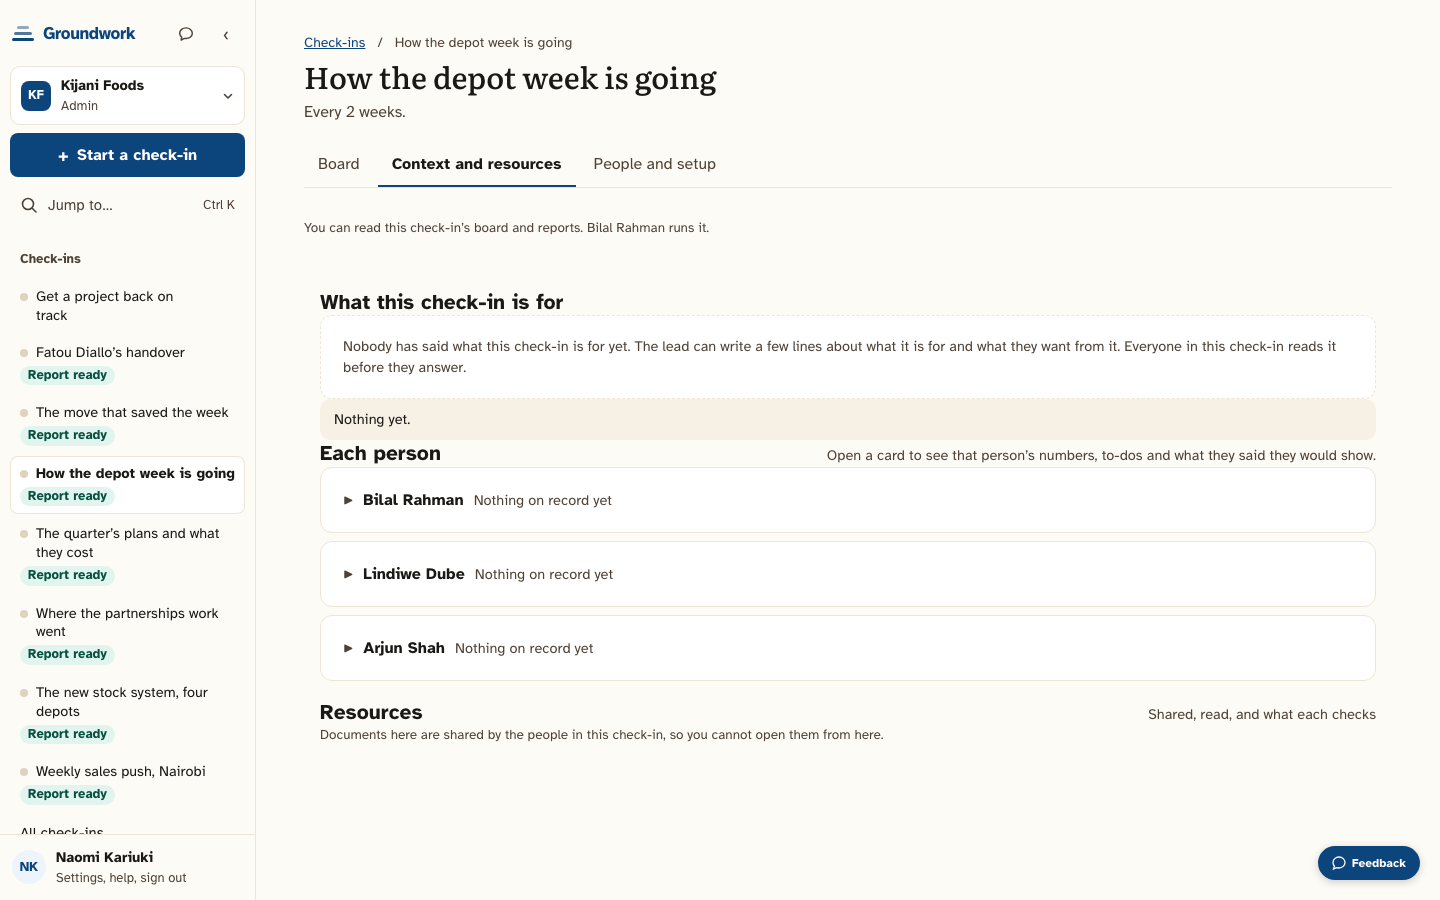 Groundwork
KF
Kijani Foods
Admin
+ Start a check-in
Jump to...
Ctrl K
Check-ins
Get a project back on
track
Fatou Diallo's handover
Report ready
The move that saved the week
Report ready
How the depot week is going
Report ready
The quarter's plans and what
they cost
Report ready
Where the partnerships work
went
Report ready
The new stock system, four
depots
Report ready
Weekly sales push, Nairobi
Report ready
All check-ins
NK
Naomi Kariuki
Settings, help, sign out
Check-ins / How the depot week is going
How the depot week is going
Every 2 weeks.
Board
Context and resources
People and setup
You can read this check-in's board and reports. Bilal Rahman runs it.
What this check-in is for
Nobody has said what this check-in is for yet. The lead can write a few lines about what it is for and what they want from it. Everyone in this check-in reads it
before they answer.
Nothing yet.
Each person
Open a card to see that person's numbers, to-dos and what they said they would show.
Bilal Rahman Nothing on record yet
Lindiwe Dube Nothing on record yet
Arjun Shah Nothing on record yet
Resources
Shared, read, and what each checks
Documents here are shared by the people in this check-in, so you cannot open them from here.
Feedback